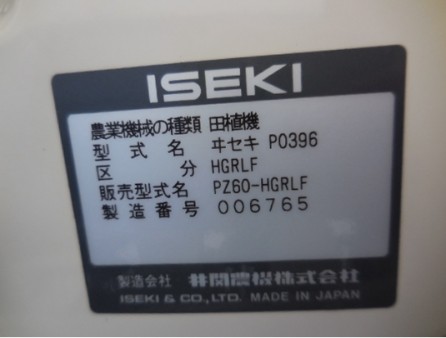 ISEKI
農業機械の種類 田植機
型式名 ヰセキ P0396
区分 HGRLF
販売型式名 PZ60-HGRLF
製造番号 006765
製造会社 井関農機株式会社
ISEKI & CO., LTD. MADE IN JAPAN